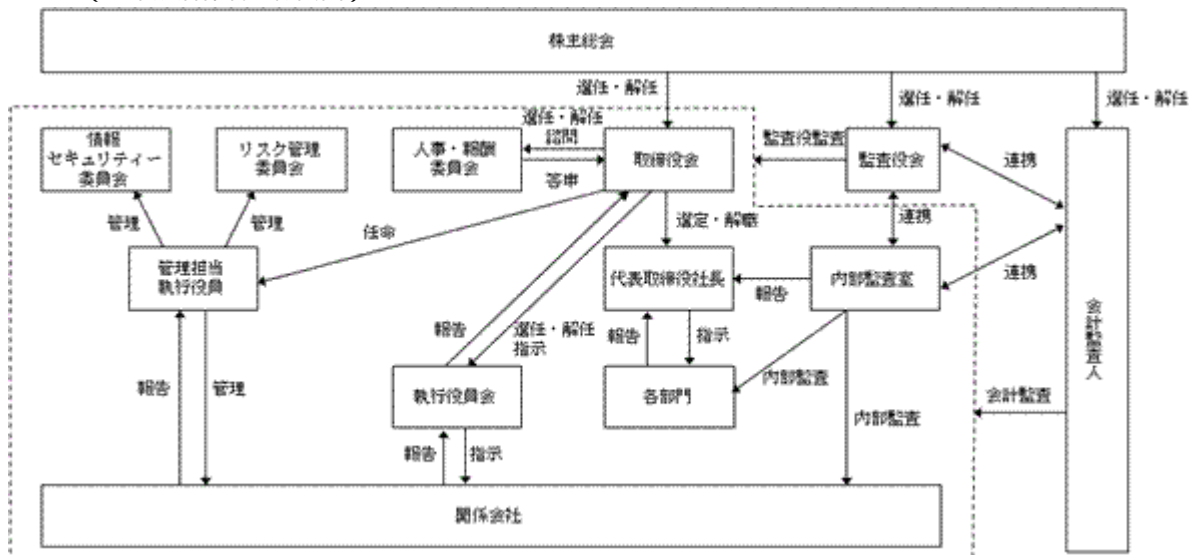 株主総会
選任・解任
選任・解任
選任・解任
選任・解任
情報
セキュリティー
委員会
リスク管理
委員会
人事・報酬
委員会
諮問
答申
取締役会
監査役監査
監査役会
連携
管理
管理
任命
選定・解職
連携
管理担当
執行役員
代表取締役社長
報告
内部監査室
連携
会計監査人
報告
選任・解任
指示
報告
指示
報告
管理
執行役員会
各部門
内部監査
内部監査
会計監査
報告
指示
関係会社